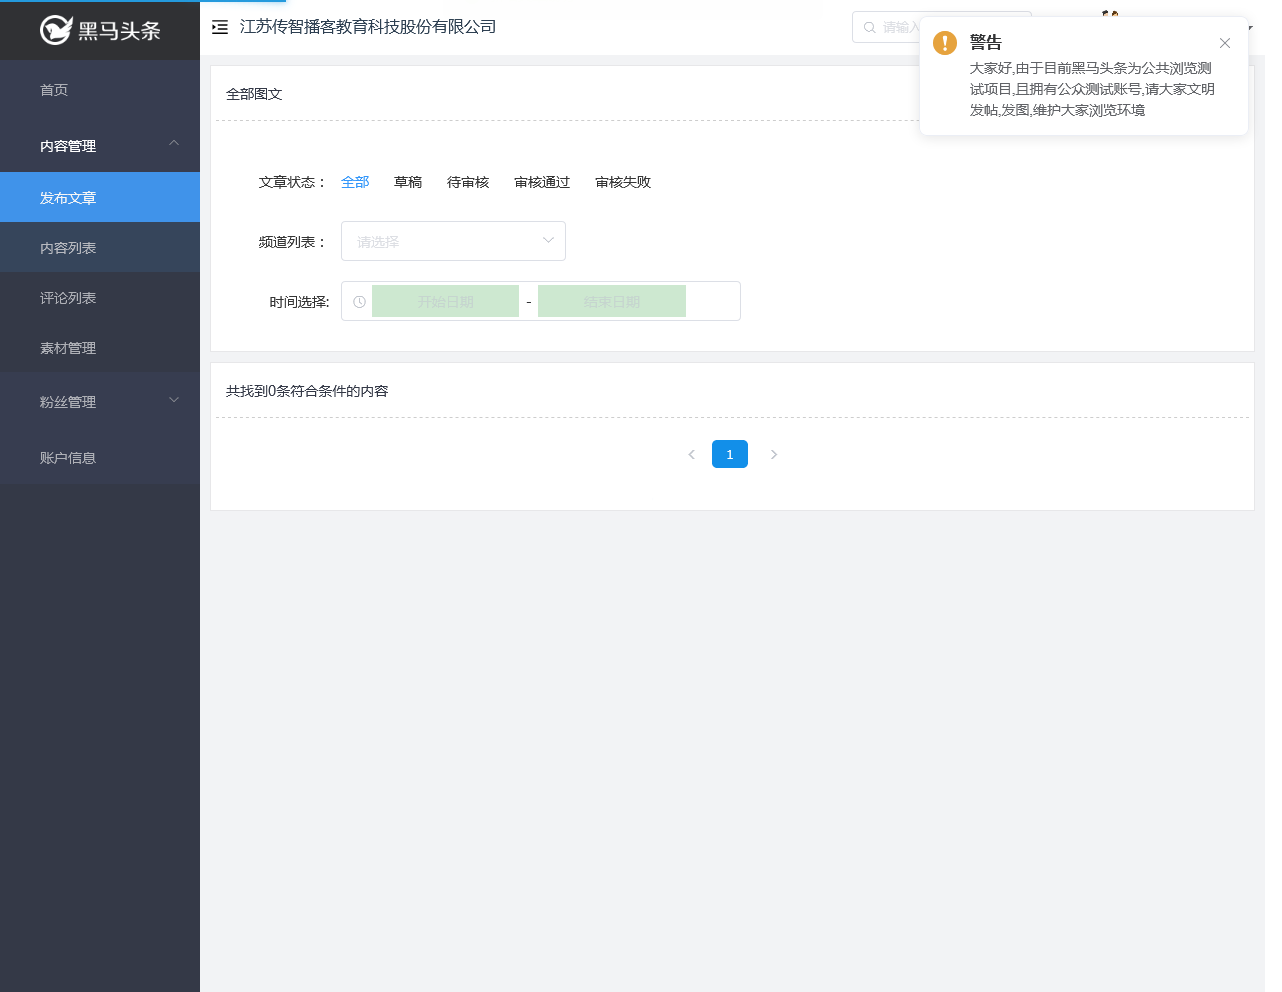 黑马头条
江苏传智播客教育科技股份有限公司
请输入
警告
大家好,由于目前黑马头条为公共浏览测
试项目,且拥有公众测试账号,请大家文明
发帖,发图,维护大家浏览环境
首页
内容管理
发布文章
内容列表
评论列表
素材管理
粉丝管理
账户信息
全部图文
文章状态： 全部 草稿 待审核 审核通过 审核失败
频道列表： 请选择
时间选择: 开始日期 - 结束日期
共找到0条符合条件的内容
1